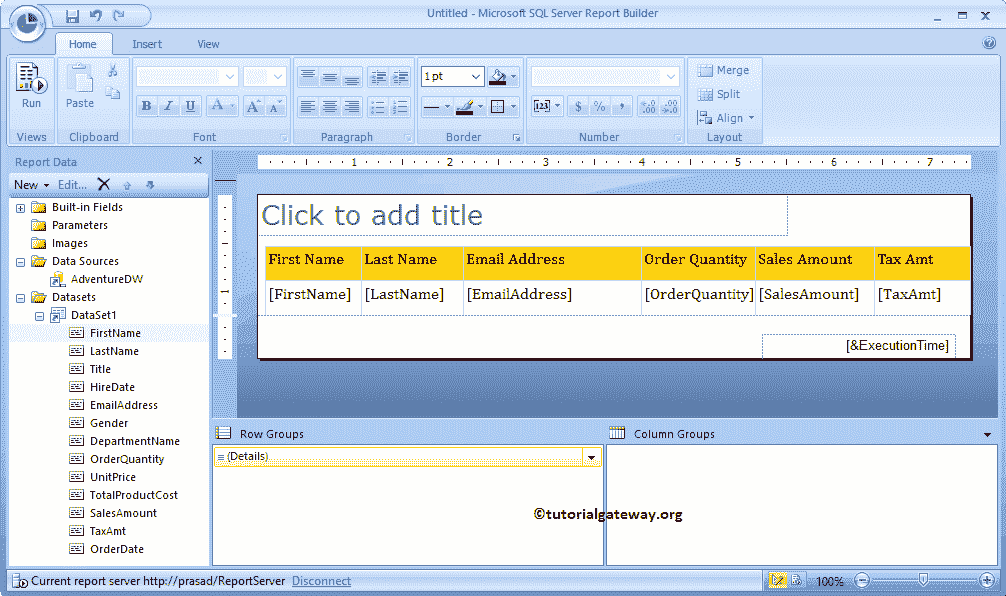 Untitled - Microsoft SQL Server Report Builder
Home Insert View
1 pt Merge
Split
Run Paste B I U A A A 123 $ % , Align
Views Clipboard Font Paragraph Border Number Layout
Report Data
New Edit...
1 2 3 4 5 6 7
Built-in Fields
Parameters
Images
Data Sources
AdventureDW
Datasets
DataSet1
FirstName
LastName
Title
HireDate
EmailAddress
Gender
DepartmentName
OrderQuantity
UnitPrice
TotalProductCost
SalesAmount
TaxAmt
OrderDate
Click to add title
First Name Last Name Email Address Order Quantity Sales Amount Tax Amt
[FirstName] [LastName] [EmailAddress] [OrderQuantity] [SalesAmount] [TaxAmt]
[&ExecutionTime]
Row Groups Column Groups
(Details)
©tutorialgateway.org
Current report server http://prasad/ReportServer Disconnect 100%